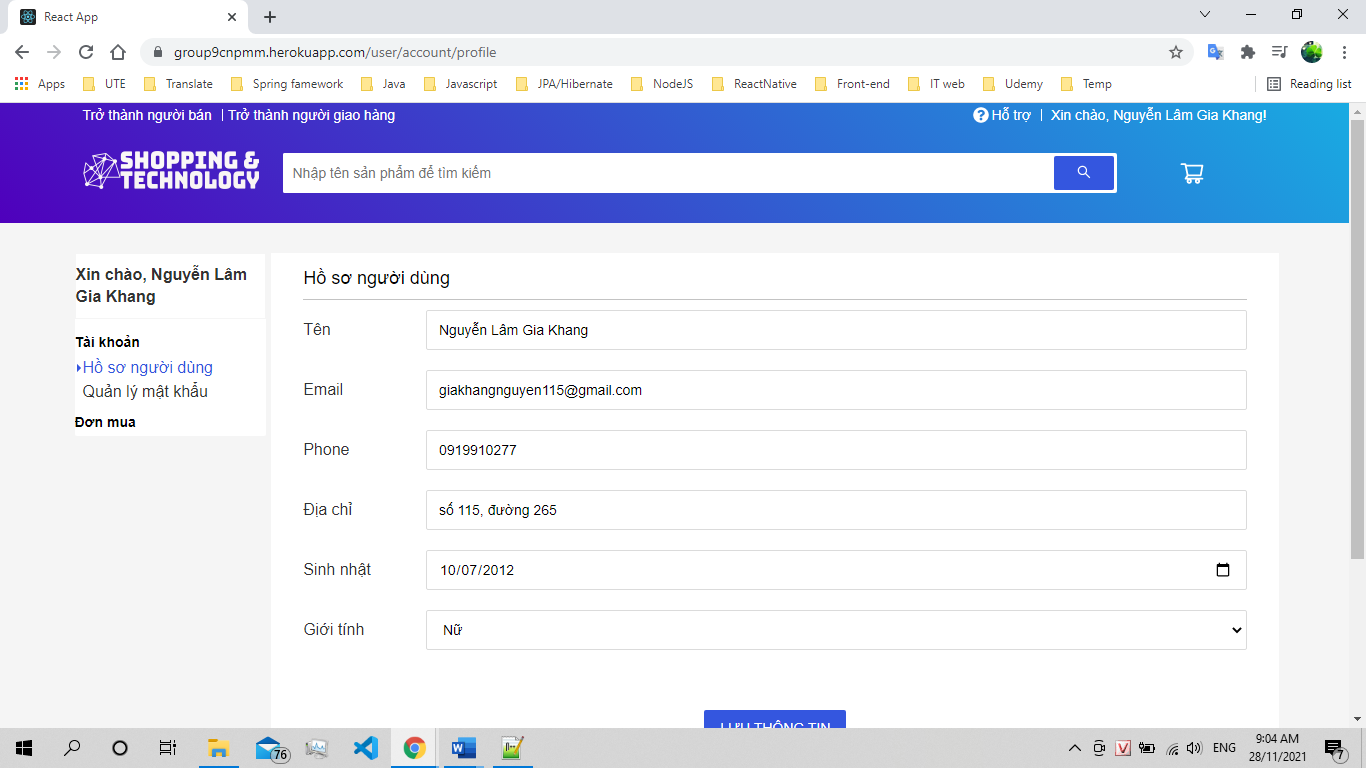 React App
group9cnpmm.herokuapp.com/user/account/profile
Apps UTE Translate Spring famework Java Javascript JPA/Hibernate NodeJS ReactNative Front-end IT web Udemy Temp Reading list
Trở thành người bán | Trở thành người giao hàng Hỗ trợ | Xin chào, Nguyễn Lâm Gia Khang!
SHOPPING &
TECHNOLOGY
Nhập tên sản phẩm để tìm kiếm
Xin chào, Nguyễn Lâm
Gia Khang
Tài khoản
Hồ sơ người dùng
Quản lý mật khẩu
Đơn mua
Hồ sơ người dùng
Tên Nguyễn Lâm Gia Khang
Email giakhangnguyen115@gmail.com
Phone 0919910277
Địa chỉ số 115, đường 265
Sinh nhật 10/07/2012
Giới tính Nữ
LƯU THÔNG TIN
76
V
ENG
9:04 AM
28/11/2021
7